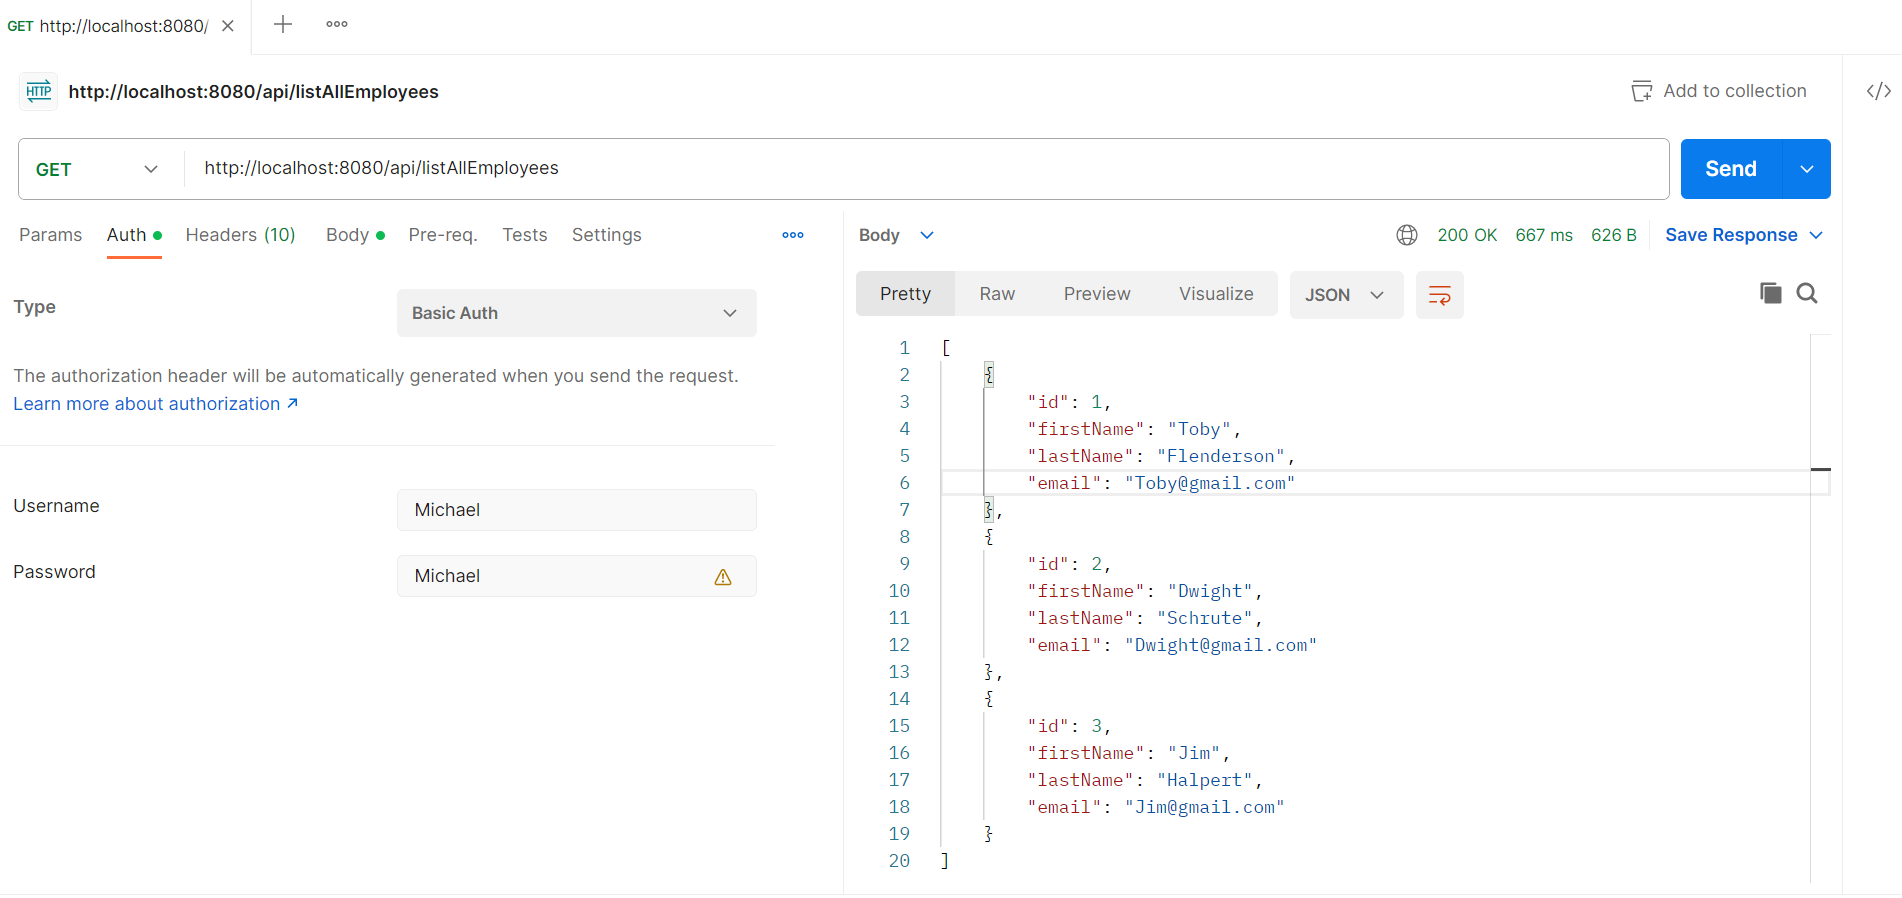 GET http://localhost:8080/
HTTP http://localhost:8080/api/listAllEmployees
Add to collection
</>
GET http://localhost:8080/api/listAllEmployees
Send
Params Auth Headers (10) Body Pre-req. Tests Settings
Type
Basic Auth
The authorization header will be automatically generated when you send the request.
Learn more about authorization ↗
Username
Michael
Password
Michael
Body
200 OK 667 ms 626 B Save Response
Pretty Raw Preview Visualize JSON
1 [
2 {
3 "id": 1,
4 "firstName": "Toby",
5 "lastName": "Flenderson",
6 "email": "Toby@gmail.com"
7 },
8 {
9 "id": 2,
10 "firstName": "Dwight",
11 "lastName": "Schrute",
12 "email": "Dwight@gmail.com"
13 },
14 {
15 "id": 3,
16 "firstName": "Jim",
17 "lastName": "Halpert",
18 "email": "Jim@gmail.com"
19 }
20 ]